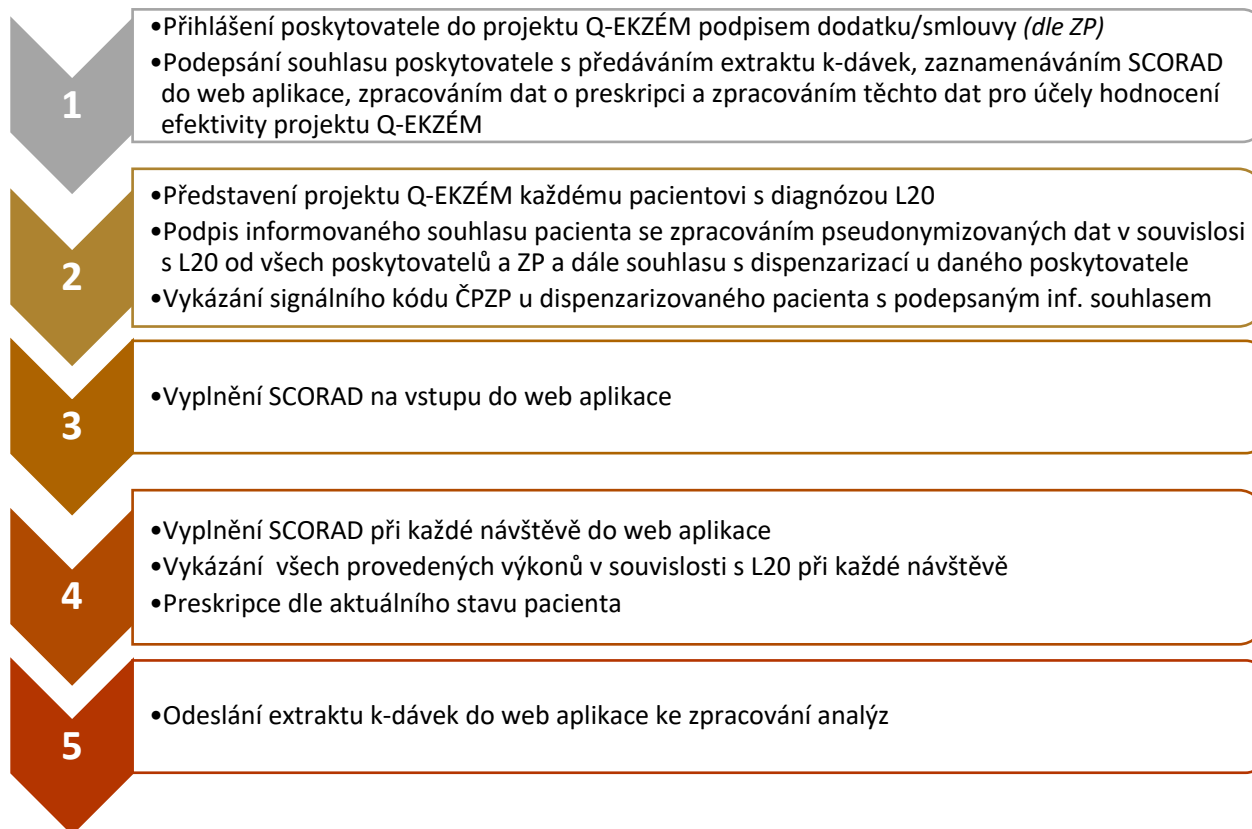 1
•Přihlášení poskytovatele do projektu Q-EKZÉM podpisem dodatku/smlouvy (dle ZP)
•Podepsání souhlasu poskytovatele s předáváním extraktu k-dávek, zaznamenáváním SCORAD
do web aplikace, zpracováním dat o preskripci a zpracováním těchto dat pro účely hodnocení
efektivity projektu Q-EKZÉM
2
•Představení projektu Q-EKZÉM každému pacientovi s diagnózou L20
•Podpis informovaného souhlasu pacienta se zpracováním pseudonymizovaných dat v souvislosi
s L20 od všech poskytovatelů a ZP a dále souhlasu s dispenzarizací u daného poskytovatele
•Vykázání signálního kódu ČPZP u dispenzarizovaného pacienta s podepsaným inf. souhlasem
3
•Vyplnění SCORAD na vstupu do web aplikace
4
•Vyplnění SCORAD při každé návštěvě do web aplikace
•Vykázání  všech provedených výkonů v souvislosti s L20 při každé návštěvě
•Preskripce dle aktuálního stavu pacienta
5
•Odeslání extraktu k-dávek do web aplikace ke zpracování analýz